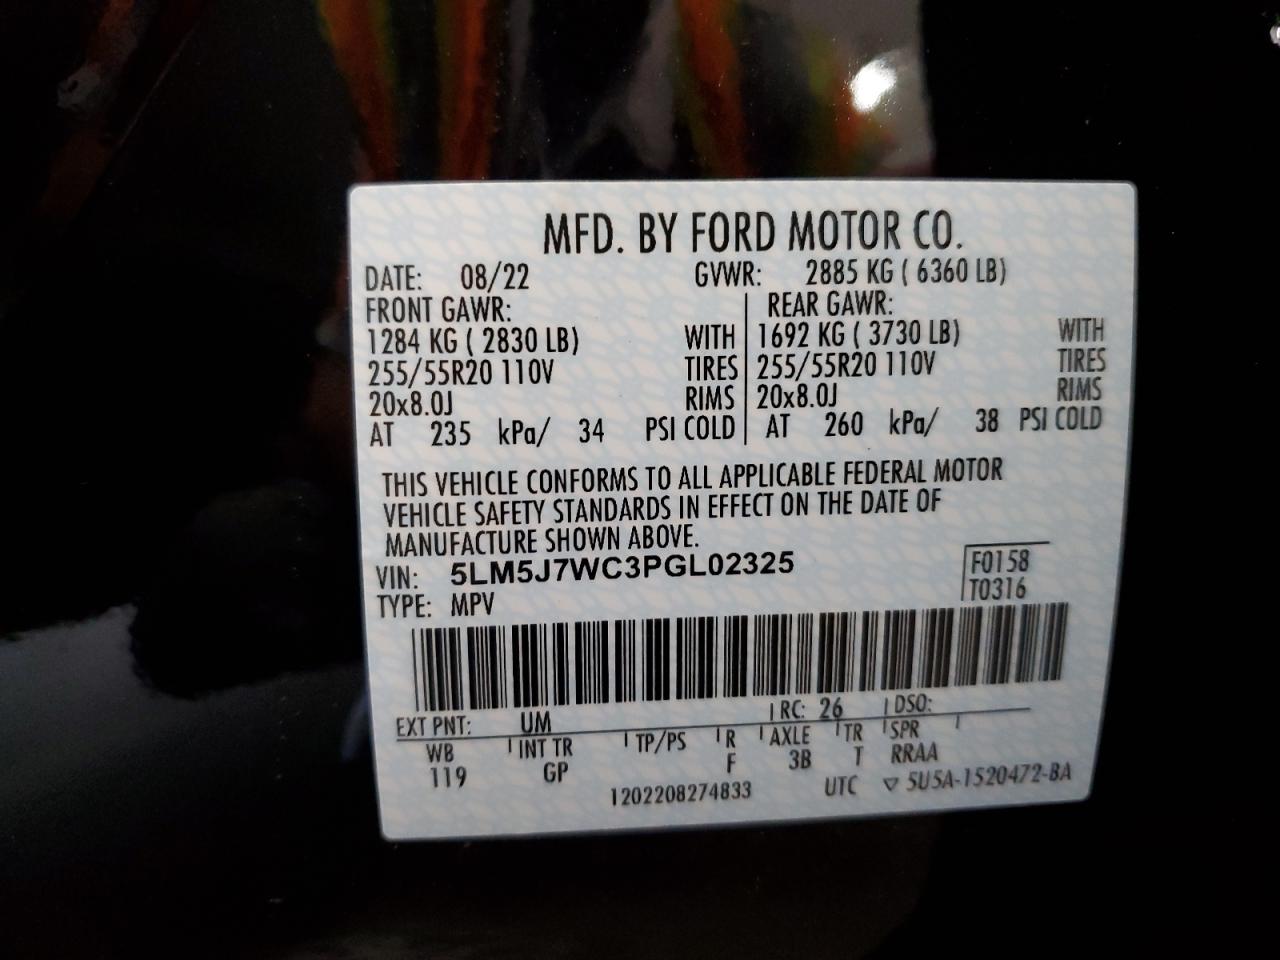 MFD. BY FORD MOTOR CO.
DATE: 08/22 GVWR: 2885 KG ( 6360 LB)
FRONT GAWR: REAR GAWR:
1284 KG ( 2830 LB) WITH 1692 KG ( 3730 LB) WITH
255/55R20 110V TIRES 255/55R20 110V TIRES
20x8.0J RIMS 20x8.0J RIMS
AT 235 kPa/ 34 PSI COLD AT 260 kPa/ 38 PSI COLD
THIS VEHICLE CONFORMS TO ALL APPLICABLE FEDERAL MOTOR
VEHICLE SAFETY STANDARDS IN EFFECT ON THE DATE OF
MANUFACTURE SHOWN ABOVE.
VIN: 5LM5J7WC3PGL02325 F0158
TYPE: MPV T0316
EXT PNT: UM RC: 26 DSO:
WB INT TR TP/PS R AXLE TR SPR
119 GP F 3B T RRAA
1202208274833 UTC ▽ 5U5A-1520472-BA